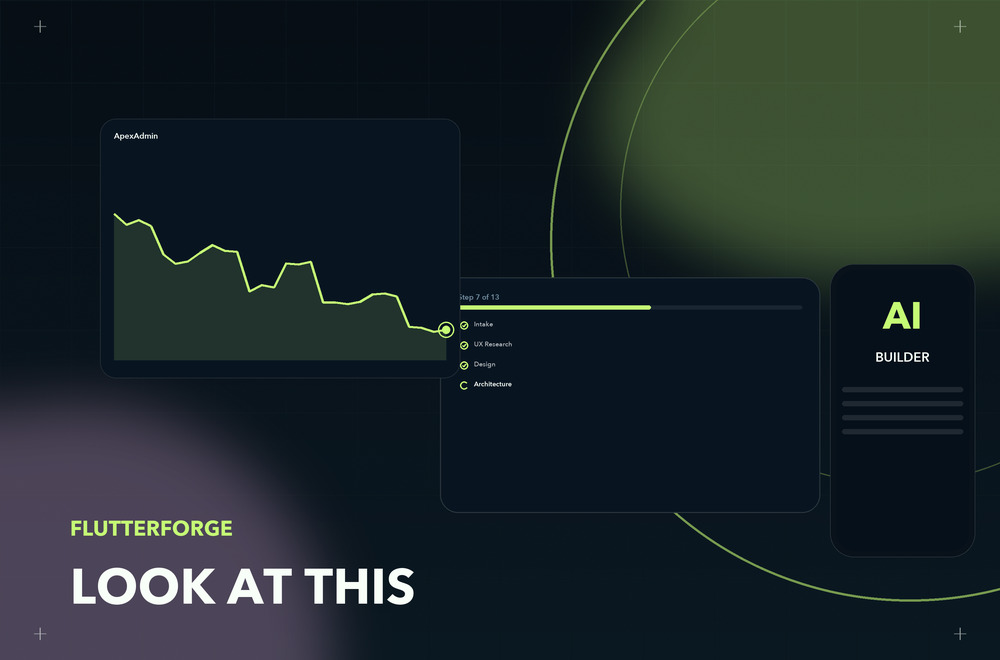 ApexAdmin
Step 7 of 13
Intake
UX Research
Design
Architecture
AI
BUILDER
FLUTTERFORGE
LOOK AT THIS